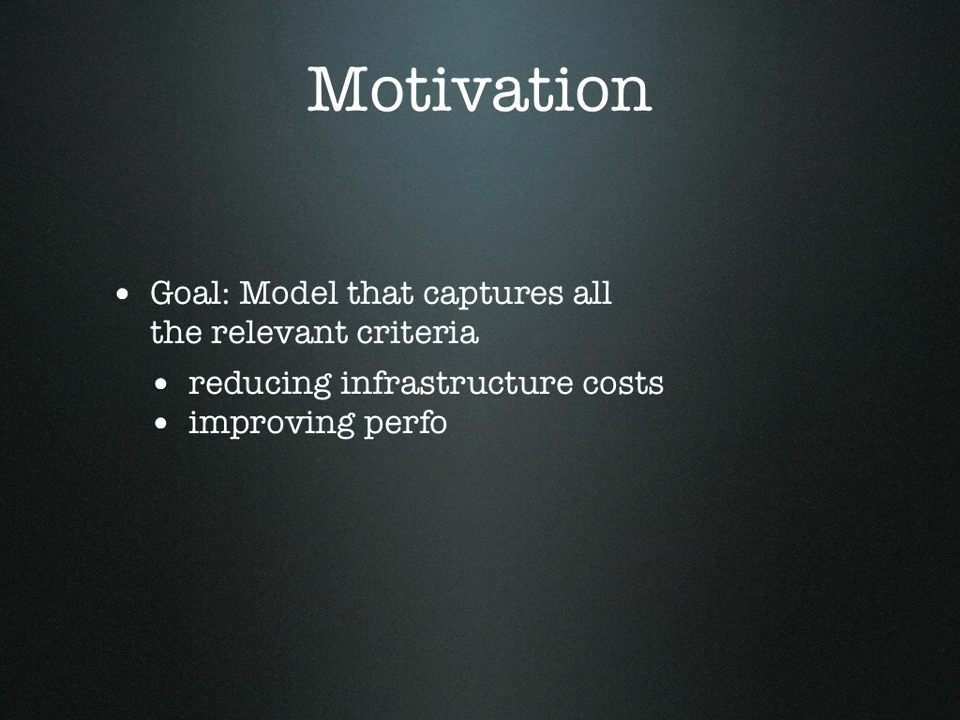 Motivation
• Goal: Model that captures all
the relevant criteria
• reducing infrastructure costs
• improving perfo